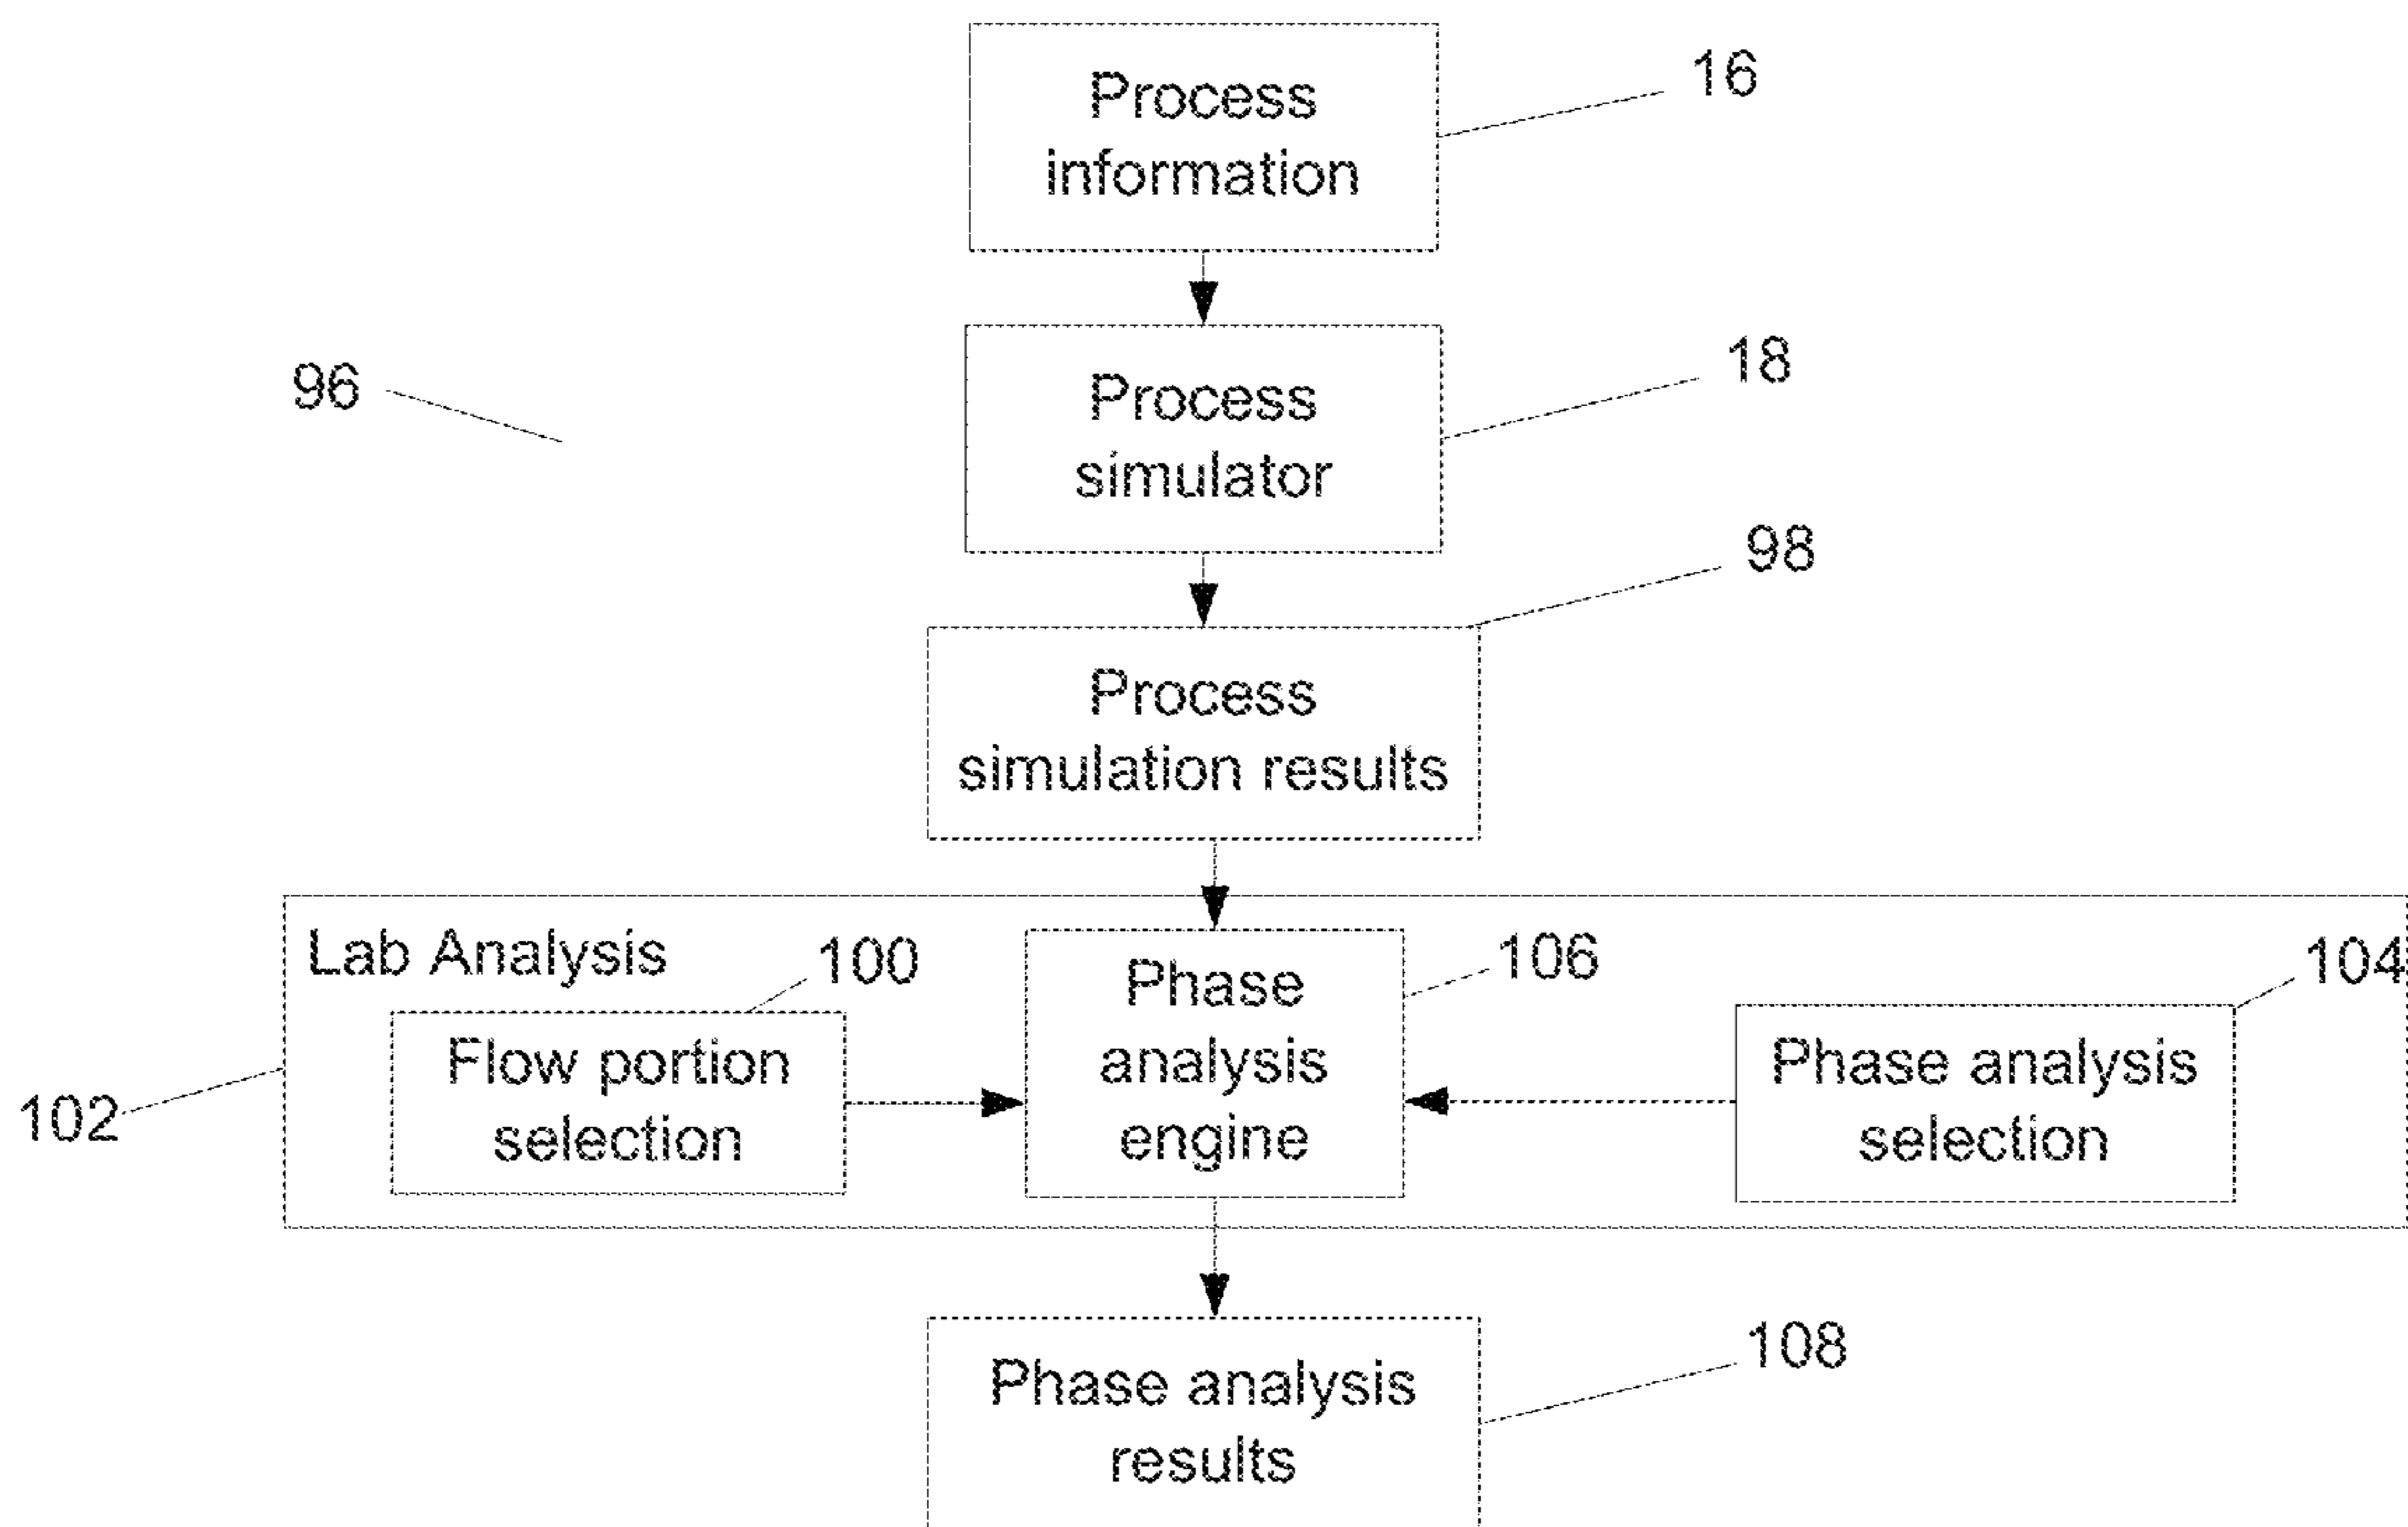 Process
information
16
Process
simulator
18
96
Process
simulation results
98
Lab Analysis
100
Flow portion
selection
Phase
analysis
engine
106
104
Phase analysis
selection
102
Phase analysis
results
108